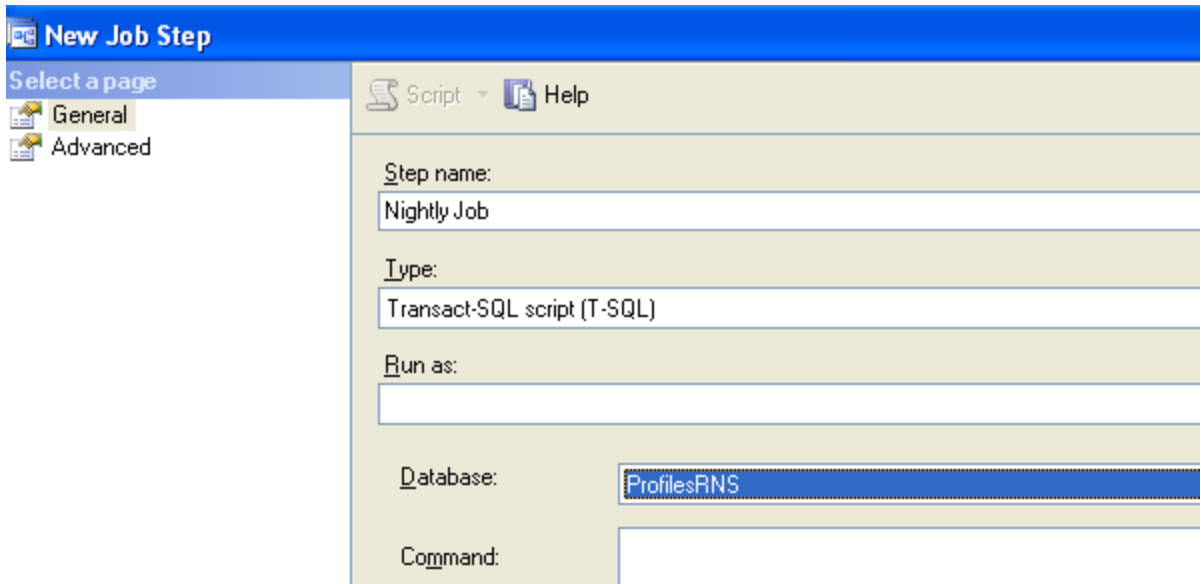 New Job Step
Select a page
General
Advanced
Script
Help
Step name:
Nightly Job
Type:
Transact-SQL script (T-SQL)
Run as:
Database:
ProfilesRNS
Command: